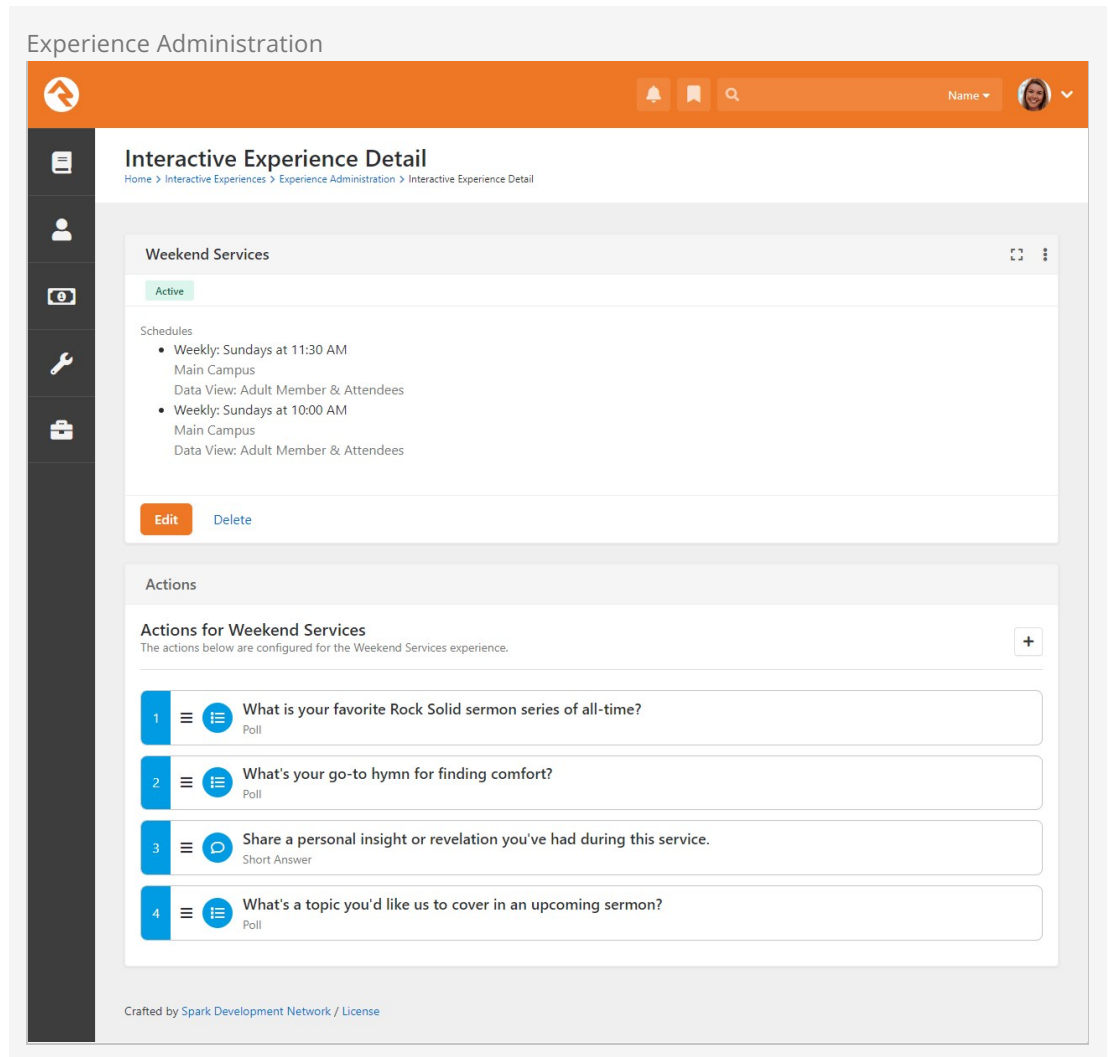 Experience Administration
Name
Interactive Experience Detail
Home > Interactive Experiences > Experience Administration > Interactive Experience Detail
Weekend Services
Active
Schedules
• Weekly: Sundays at 11:30 AM
Main Campus
Data View: Adult Member & Attendees
• Weekly: Sundays at 10:00 AM
Main Campus
Data View: Adult Member & Attendees
Edit Delete
Actions
Actions for Weekend Services
The actions below are configured for the Weekend Services experience.
+
1 What is your favorite Rock Solid sermon series of all-time?
Poll
2 What's your go-to hymn for finding comfort?
Poll
3 Share a personal insight or revelation you've had during this service.
Short Answer
4 What's a topic you'd like us to cover in an upcoming sermon?
Poll
Crafted by Spark Development Network / License